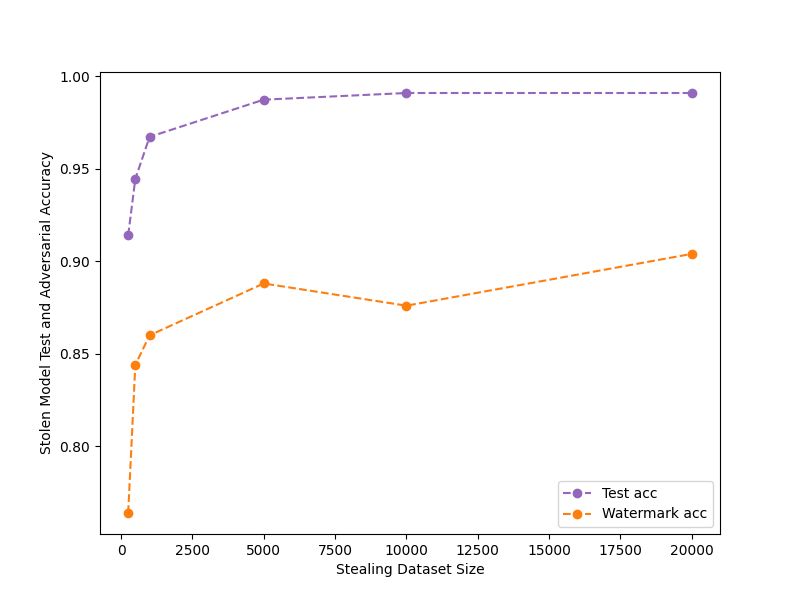 1.00
0.95
0.90
0.85
0.80
Stolen Model Test and Adversarial Accuracy
Test acc
Watermark acc
0 2500 5000 7500 10000 12500 15000 17500 20000
Stealing Dataset Size